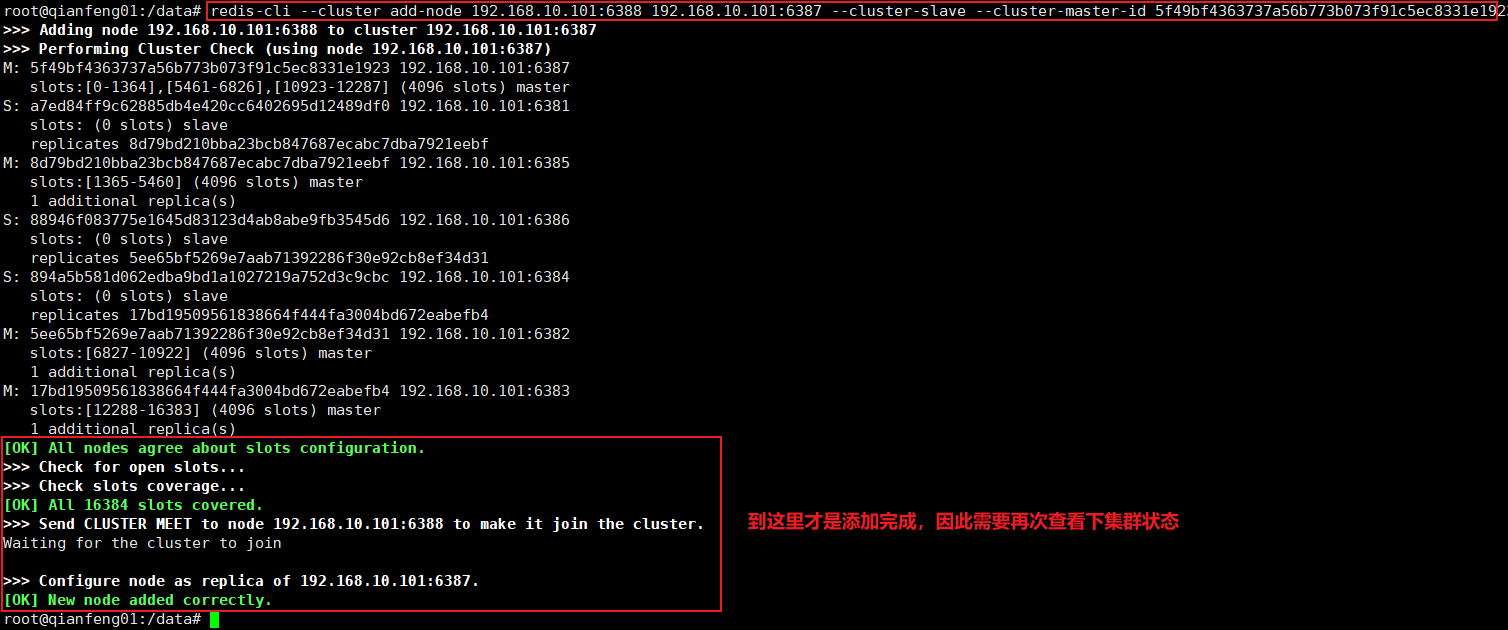 root@qianfeng01:/data# redis-cli --cluster add-node 192.168.10.101:6388 192.168.10.101:6387 --cluster-slave --cluster-master-id 5f49bf4363737a56b773b073f91c5ec8331e192
>>> Adding node 192.168.10.101:6388 to cluster 192.168.10.101:6387
>>> Performing Cluster Check (using node 192.168.10.101:6387)
M: 5f49bf4363737a56b773b073f91c5ec8331e1923 192.168.10.101:6387
slots:[0-1364],[5461-6826],[10923-12287] (4096 slots) master
S: a7ed84ff9c62885db4e420cc6402695d12489df0 192.168.10.101:6381
slots: (0 slots) slave
replicates 8d79bd210bba23bcb847687ecabc7dba7921eebf
M: 8d79bd210bba23bcb847687ecabc7dba7921eebf 192.168.10.101:6385
slots:[1365-5460] (4096 slots) master
1 additional replica(s)
S: 88946f083775e1645d83123d4ab8abe9fb3545d6 192.168.10.101:6386
slots: (0 slots) slave
replicates 5ee65bf5269e7aab71392286f30e92cb8ef34d31
S: 894a5b581d062edba9bd1a1027219a752d3c9cbc 192.168.10.101:6384
slots: (0 slots) slave
replicates 17bd19509561838664f444fa3004bd672eabefb4
M: 5ee65bf5269e7aab71392286f30e92cb8ef34d31 192.168.10.101:6382
slots:[6827-10922] (4096 slots) master
1 additional replica(s)
M: 17bd19509561838664f444fa3004bd672eabefb4 192.168.10.101:6383
slots:[12288-16383] (4096 slots) master
1 additional replica(s)
[OK] All nodes agree about slots configuration.
>>> Check for open slots...
>>> Check slots coverage...
[OK] All 16384 slots covered.
>>> Send CLUSTER MEET to node 192.168.10.101:6388 to make it join the cluster.
到这里才是添加完成，因此需要再次查看下集群状态
Waiting for the cluster to join
>>> Configure node as replica of 192.168.10.101:6387.
[OK] New node added correctly.
root@qianfeng01:/data#